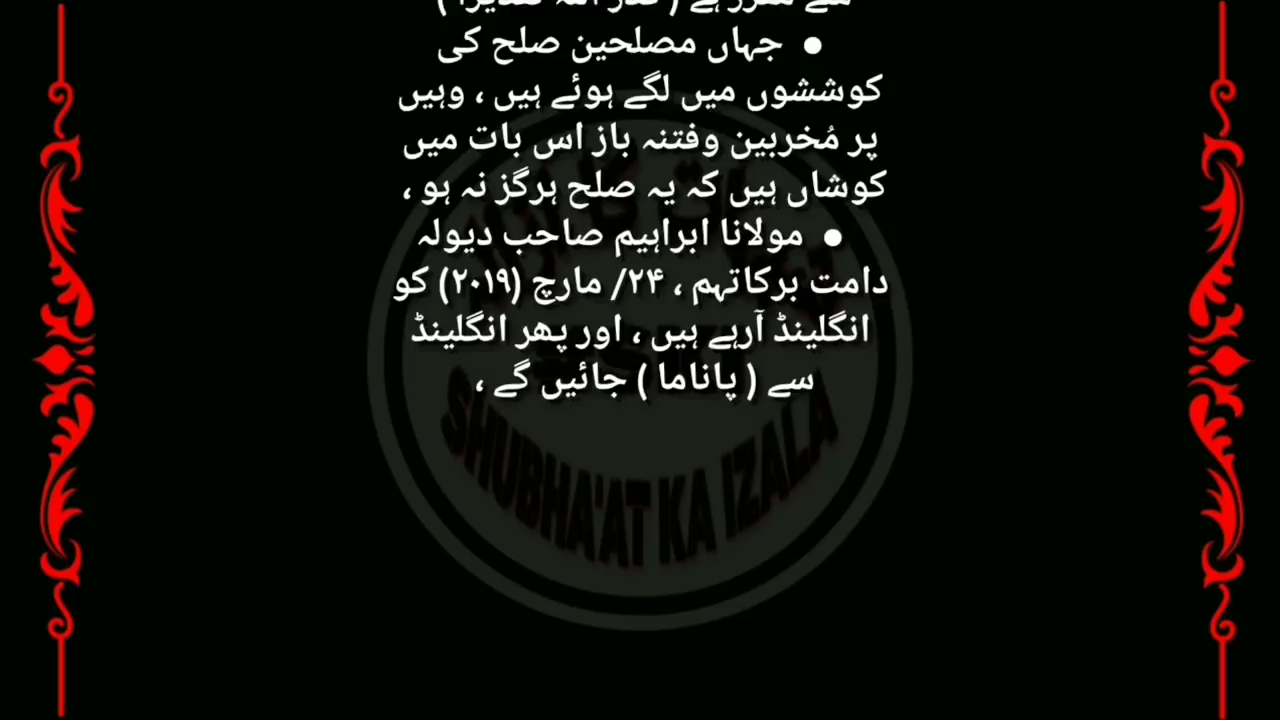 ● جہاں مصلحین صلح کی
کوششوں میں لگے ہوئے ہیں ، وہیں
پر مُخربین وفتنہ باز اس بات میں
کوشاں ہیں کہ یہ صلح ہرگز نہ ہو ،
● مولانا ابراہیم صاحب دیولہ
دامت برکاتہم ، ۲۴/ مارچ (۲۰۱۹) کو
انگلینڈ آرہے ہیں ، اور پھر انگلینڈ
سے ( پاناما ) جائیں گے ،
SHUBHA'AT KA IZALA